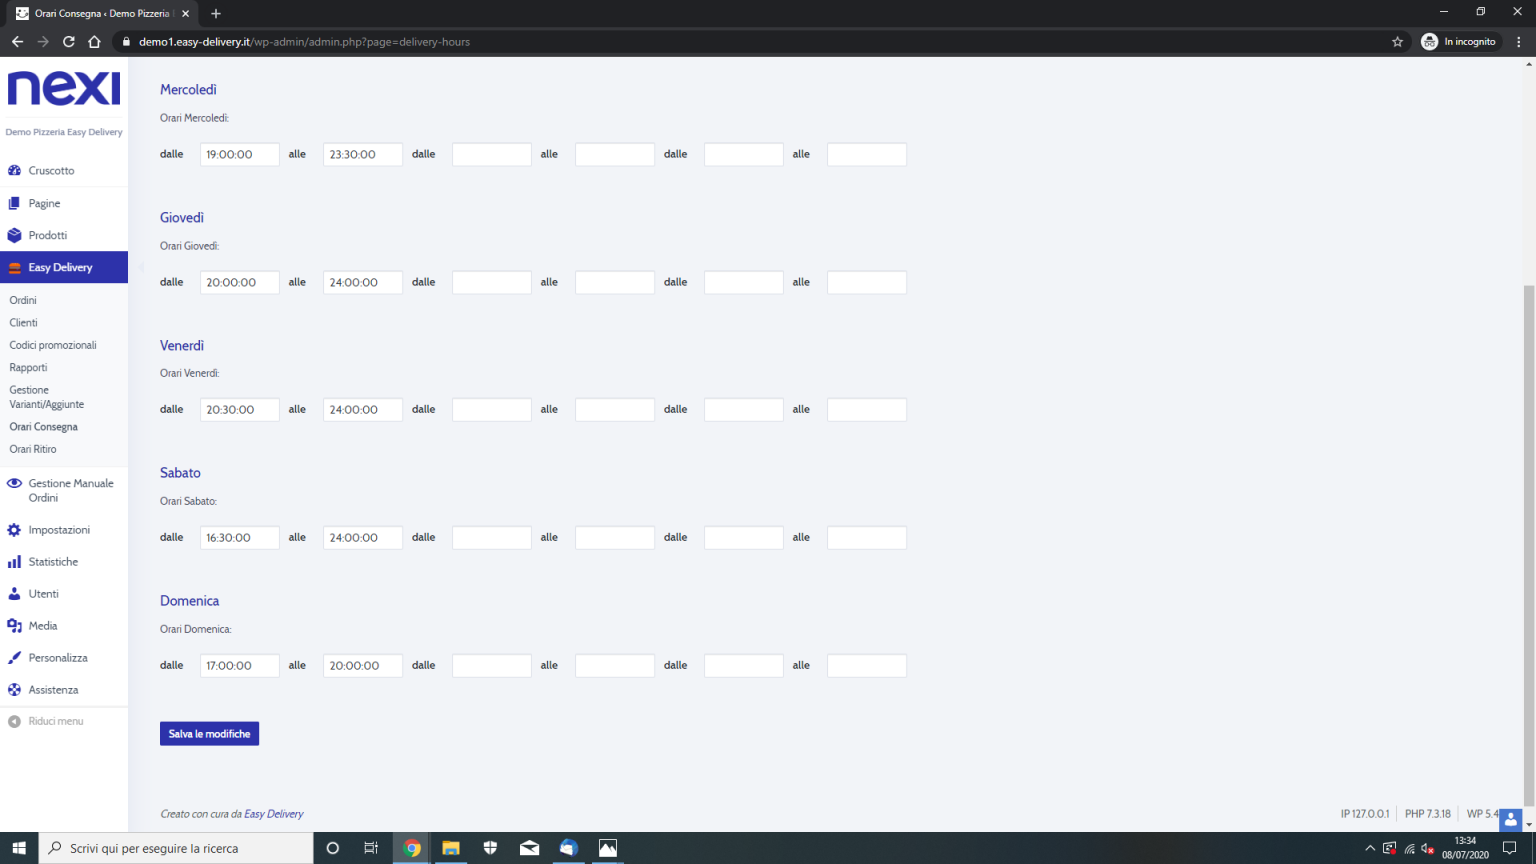 Orari Consegna ‹ Demo Pizzeria
demo1.easy-delivery.it/wp-admin/admin.php?page=delivery-hours
In incognito
nexi
Demo Pizzeria Easy Delivery
Cruscotto
Pagine
Prodotti
Easy Delivery
Ordini
Clienti
Codici promozionali
Rapporti
Gestione
Varianti/Aggiunte
Orari Consegna
Orari Ritiro
Gestione Manuale
Ordini
Impostazioni
Statistiche
Utenti
Media
Personalizza
Assistenza
Riduci menu
Mercoledì
Orari Mercoledì:
dalle 19:00:00 alle 23:30:00 dalle alle dalle alle
Giovedì
Orari Giovedì:
dalle 20:00:00 alle 24:00:00 dalle alle dalle alle
Venerdì
Orari Venerdì:
dalle 20:30:00 alle 24:00:00 dalle alle dalle alle
Sabato
Orari Sabato:
dalle 16:30:00 alle 24:00:00 dalle alle dalle alle
Domenica
Orari Domenica:
dalle 17:00:00 alle 20:00:00 dalle alle dalle alle
Salva le modifiche
Creato con cura da Easy Delivery
IP 127.0.0.1 PHP 7.3.18 WP 5.4
Scrivi qui per eseguire la ricerca
13:34
08/07/2020